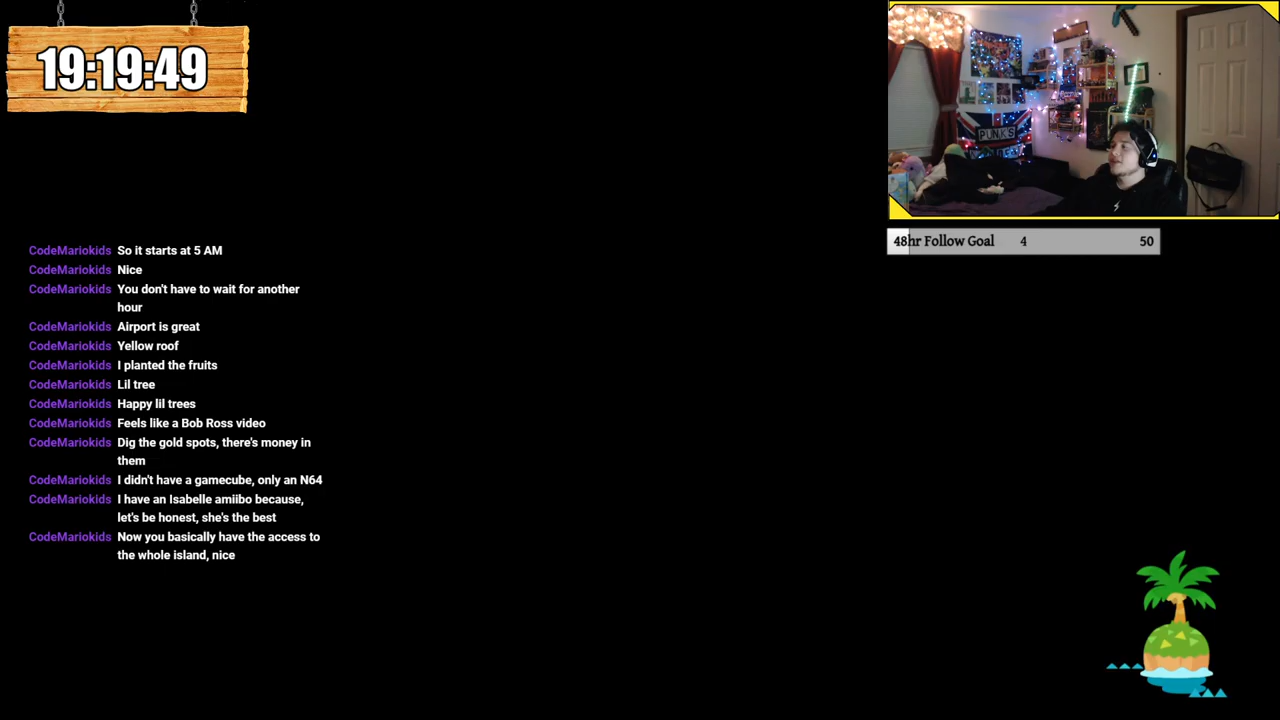 19:19:49
PUNKS
48hr Follow Goal 4 50
CodeMariokids So it starts at 5 AM
CodeMariokids Nice
CodeMariokids You don't have to wait for another
hour
CodeMariokids Airport is great
CodeMariokids Yellow roof
CodeMariokids I planted the fruits
CodeMariokids Lil tree
CodeMariokids Happy lil trees
CodeMariokids Feels like a Bob Ross video
CodeMariokids Dig the gold spots, there's money in
them
CodeMariokids I didn't have a gamecube, only an N64
CodeMariokids I have an Isabelle amiibo because,
let's be honest, she's the best
CodeMariokids Now you basically have the access to
the whole island, nice